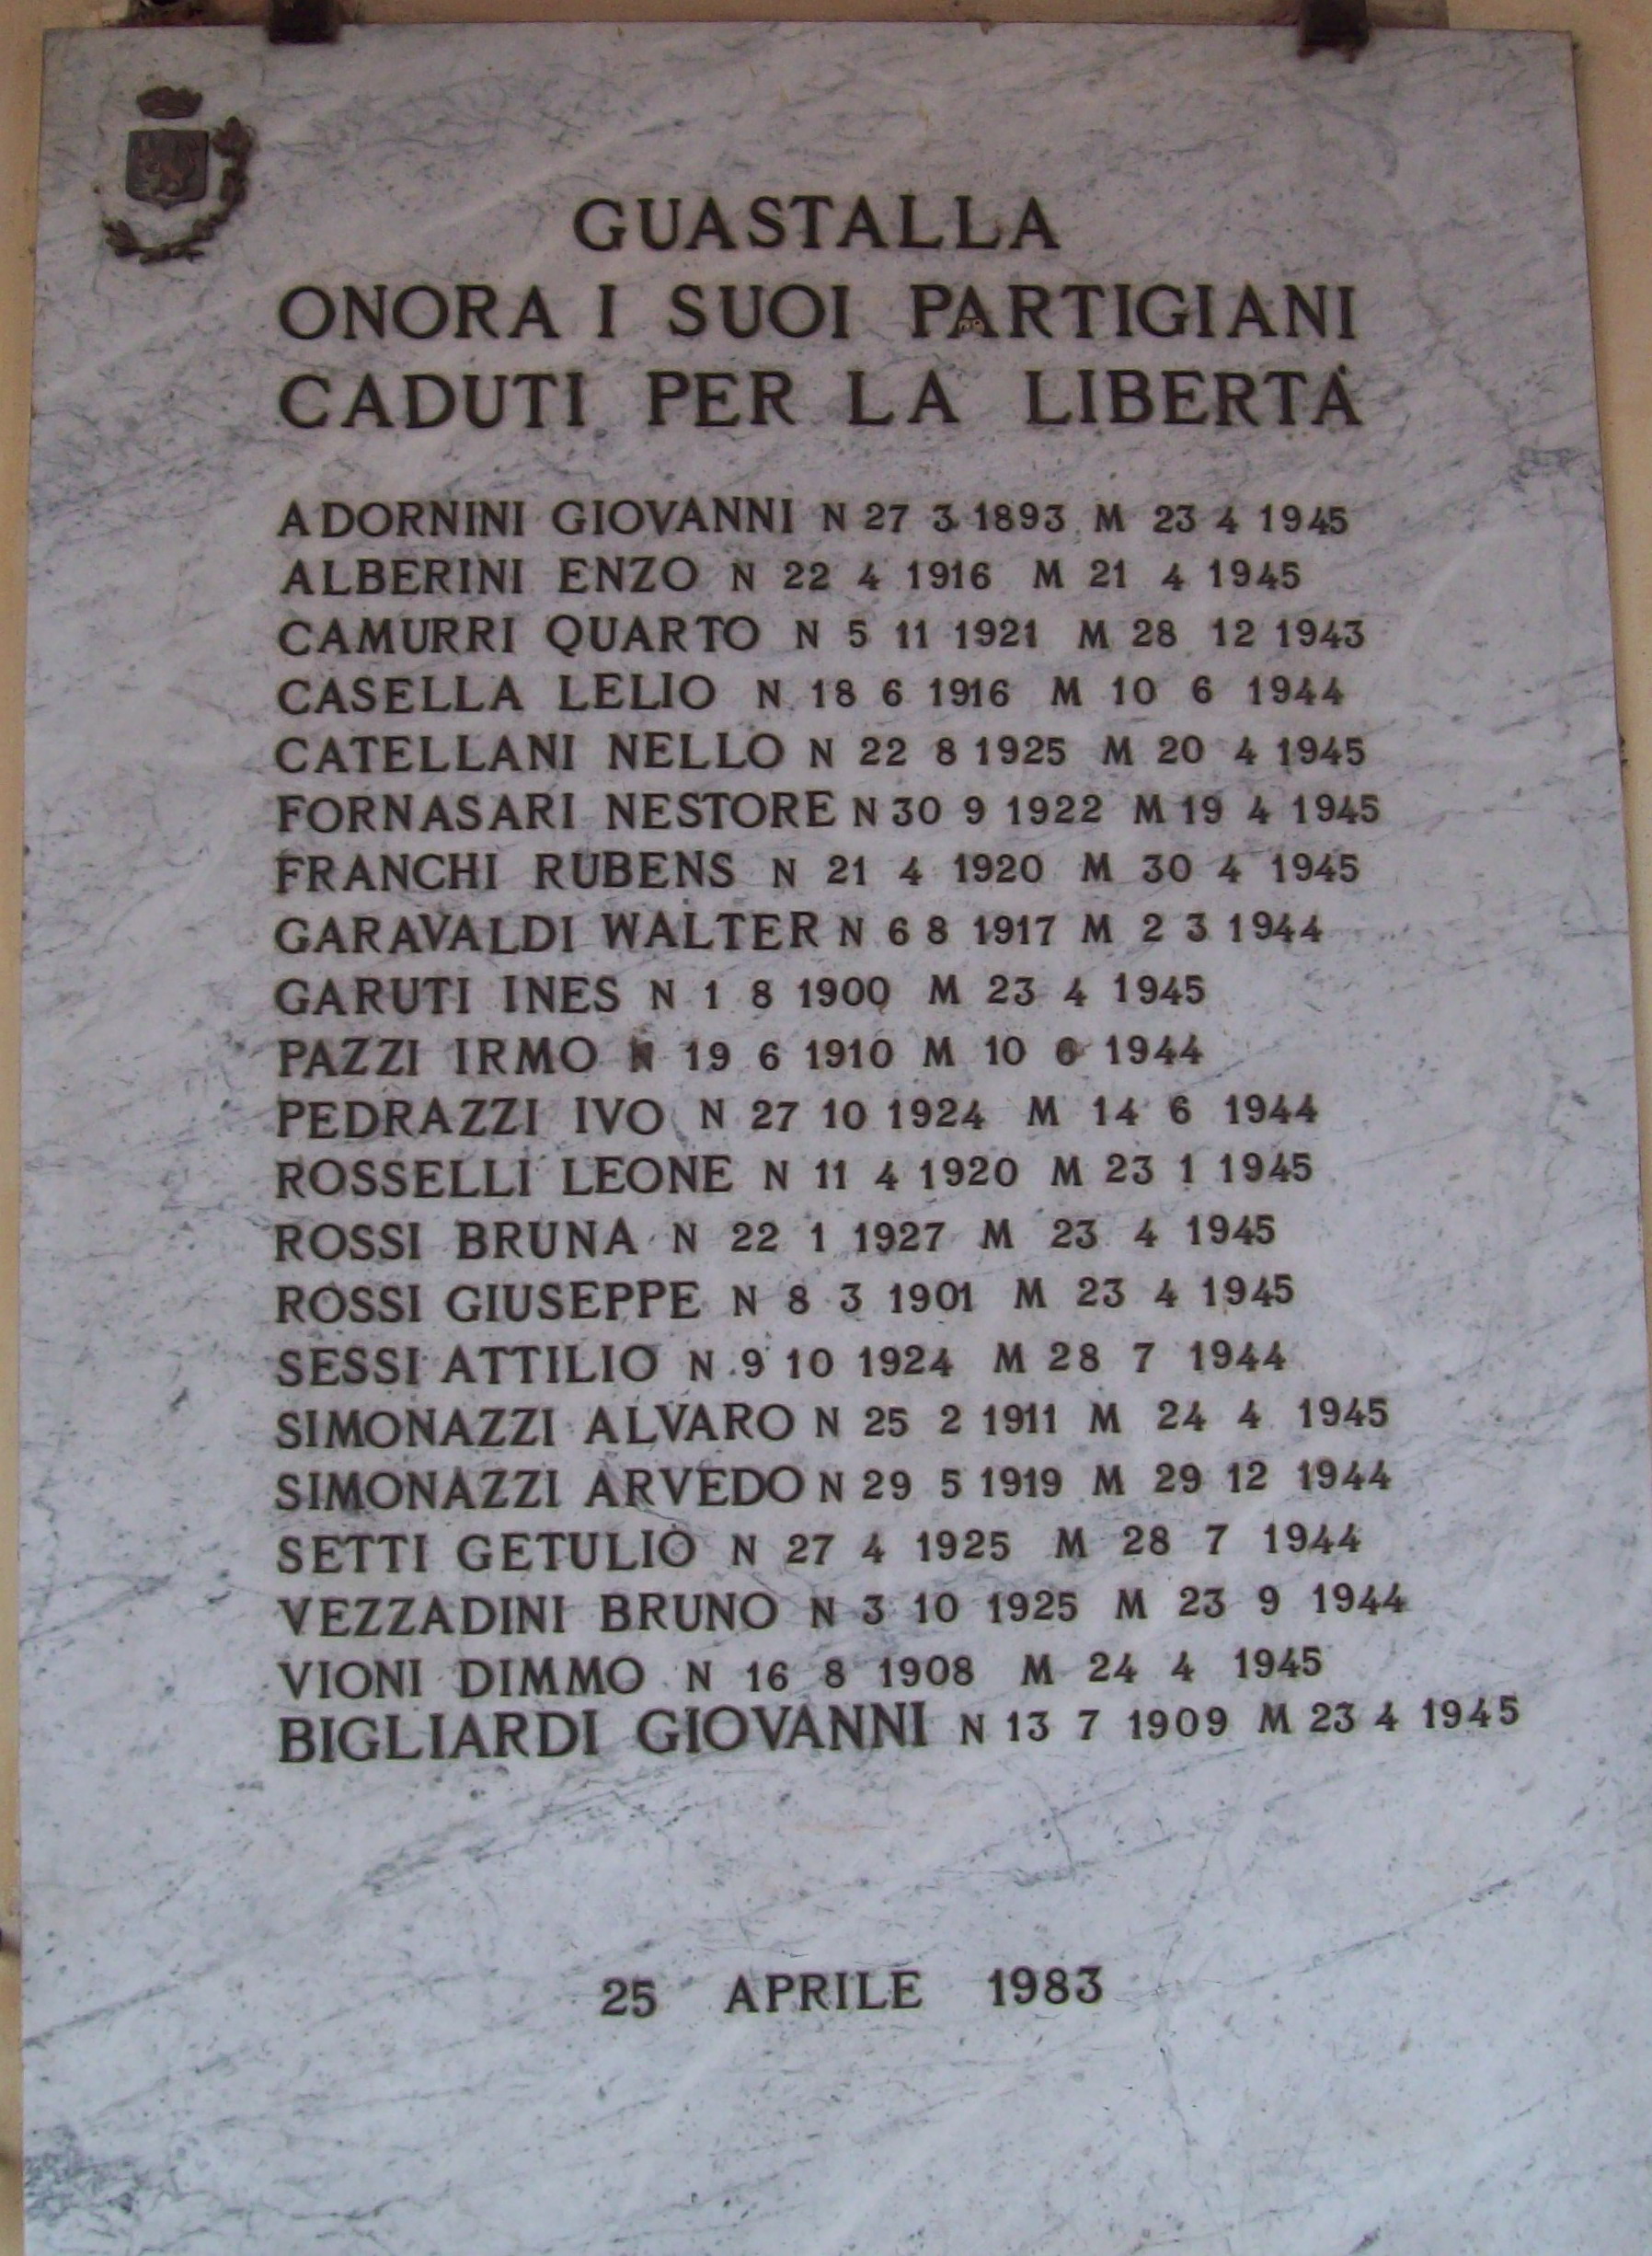 GUASTALLA
ONORA I SUOI PARTIGIANI
CADUTI PER LA LIBERTÀ
ADORNINI GIOVANNI N 27 3 1893 M 23 4 1945
ALBERINI ENZO N 22 4 1916 M 21 4 1945
CAMURRI QUARTO N 5 11 1921 M 28 12 1943
CASELLA LELIO N 18 6 1916 M 10 6 1944
CATELLANI NELLO N 22 8 1925 M 20 4 1945
FORNASARI NESTORE N 30 9 1922 M 19 4 1945
FRANCHI RUBENS N 21 4 1920 M 30 4 1945
GARAVALDI WALTER N 6 8 1917 M 2 3 1944
GARUTI INES N 1 8 1900 M 23 4 1945
PAZZI IRMO N 19 6 1910 M 10 6 1944
PEDRAZZI IVO N 27 10 1924 M 14 6 1944
ROSSELLI LEONE N 11 4 1920 M 23 1 1945
ROSSI BRUNA N 22 1 1927 M 23 4 1945
ROSSI GIUSEPPE N 8 3 1901 M 23 4 1945
SESSI ATTILIO N 9 10 1924 M 28 7 1944
SIMONAZZI ALVARO N 25 2 1911 M 24 4 1945
SIMONAZZI ARVEDO N 29 5 1919 M 29 12 1944
SETTI GETULIO N 27 4 1925 M 28 7 1944
VEZZADINI BRUNO N 3 10 1925 M 23 9 1944
VIONI DIMMO N 16 8 1908 M 24 4 1945
BIGLIARDI GIOVANNI N 13 7 1909 M 23 4 1945
25 APRILE 1983